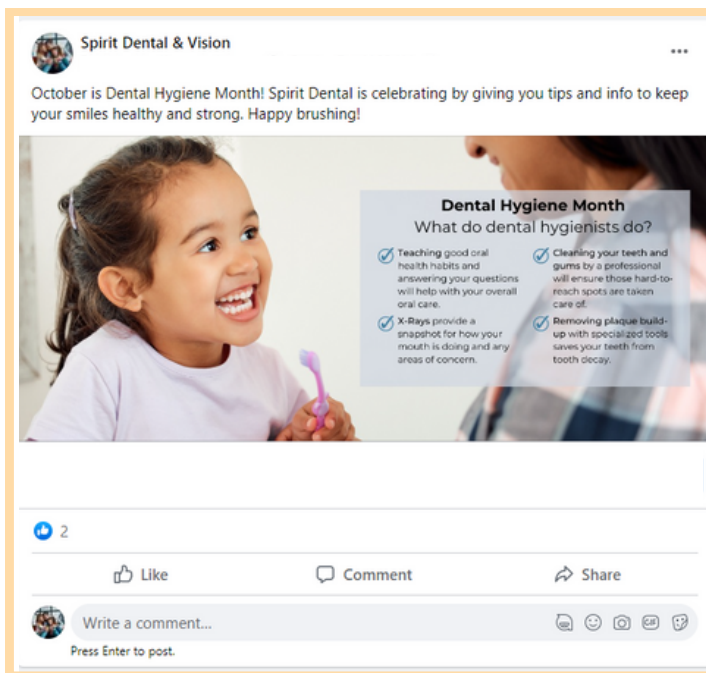 Spirit Dental & Vision
October is Dental Hygiene Month! Spirit Dental is celebrating by giving you tips and info to keep
your smiles healthy and strong. Happy brushing!
Dental Hygiene Month
What do dental hygienists do?
Teaching good oral
health habits and
answering your questions
will help with your overall
oral care.
X-Rays provide a
snapshot for how your
mouth is doing and any
areas of concern.
Cleaning your teeth and
gums by a professional
will ensure those hard-to-
reach spots are taken
care of.
Removing plaque build-
up with specialized tools
saves your teeth from
tooth decay.
2
Like
Comment
Share
Write a comment...
GIF
Press Enter to post.